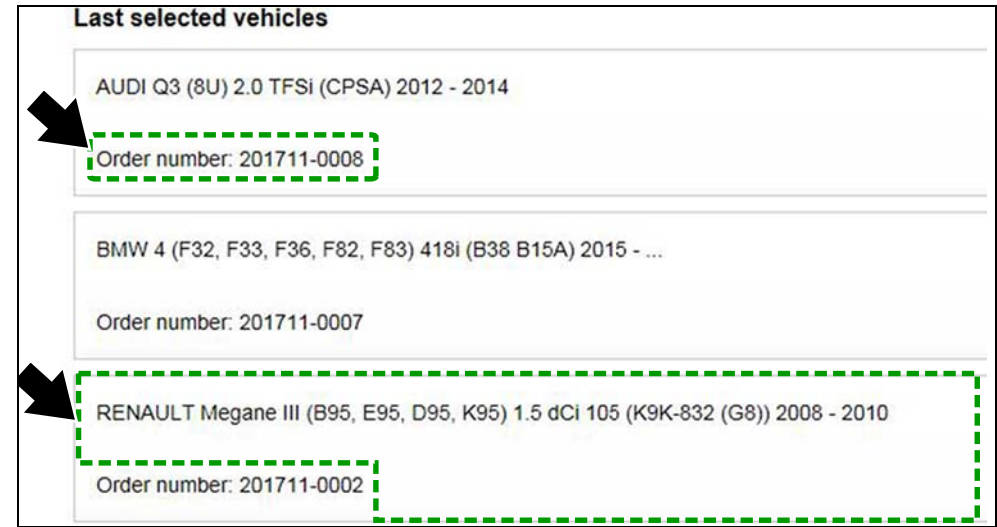 Last selected vehicles
AUDI Q3 (8U) 2.0 TFSi (CPSA) 2012 - 2014
Order number: 201711-0008
BMW 4 (F32, F33, F36, F82, F83) 418i (B38 B15A) 2015 - ...
Order number: 201711-0007
RENAULT Megane III (B95, E95, D95, K95) 1.5 dCi 105 (K9K-832 (G8)) 2008 - 2010
Order number: 201711-0002